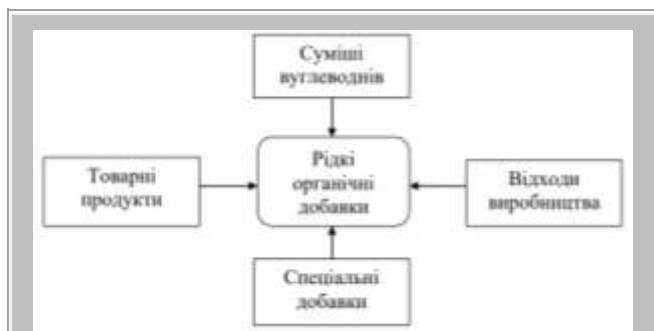 Суміші
вуглеводнів
Товарні
продукти
Рідкі
органічні
добавки
Відходи
виробництва
Спеціальні
добавки